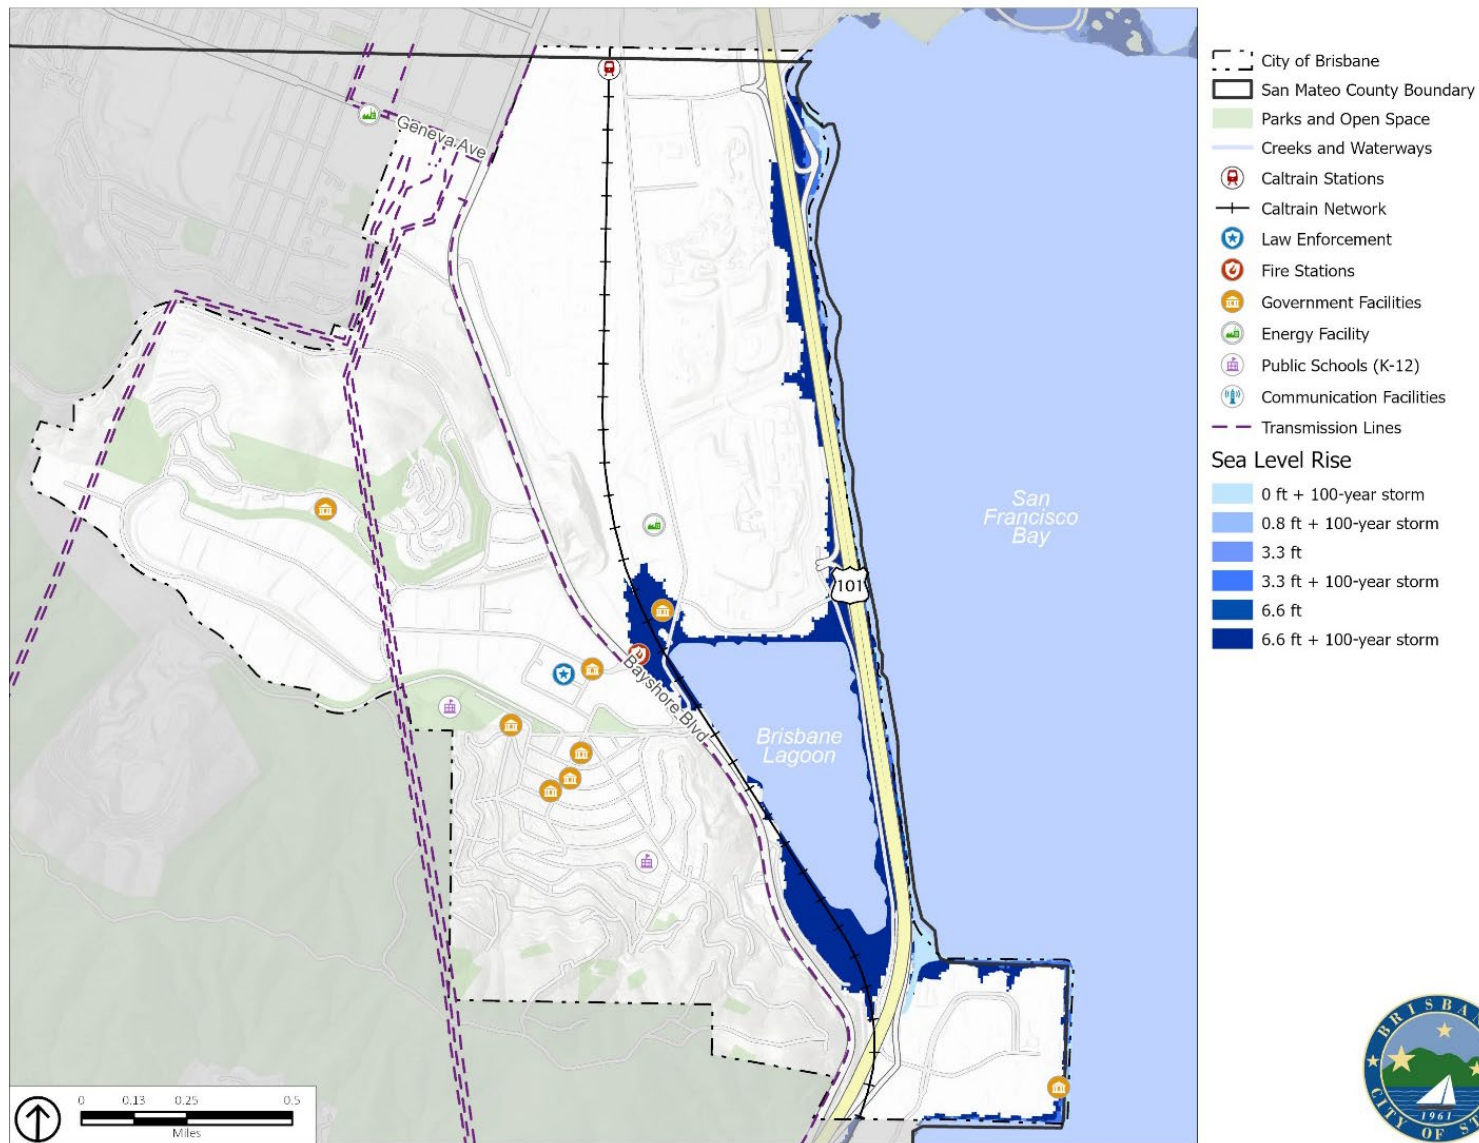 City of Brisbane
San Mateo County Boundary
Parks and Open Space
Creeks and Waterways
Caltrain Stations
Caltrain Network
Law Enforcement
Fire Stations
Government Facilities
Energy Facility
Public Schools (K-12)
Communication Facilities
Transmission Lines
Sea Level Rise
0 ft + 100-year storm
0.8 ft + 100-year storm
3.3 ft
3.3 ft + 100-year storm
6.6 ft
6.6 ft + 100-year storm
Geneva Ave
San
Francisco
Bay
101
Bayshore Blvd
Brisbane
Lagoon
0 0.13 0.25 0.5
Miles
BRISBAN
CITY OF ST
1961